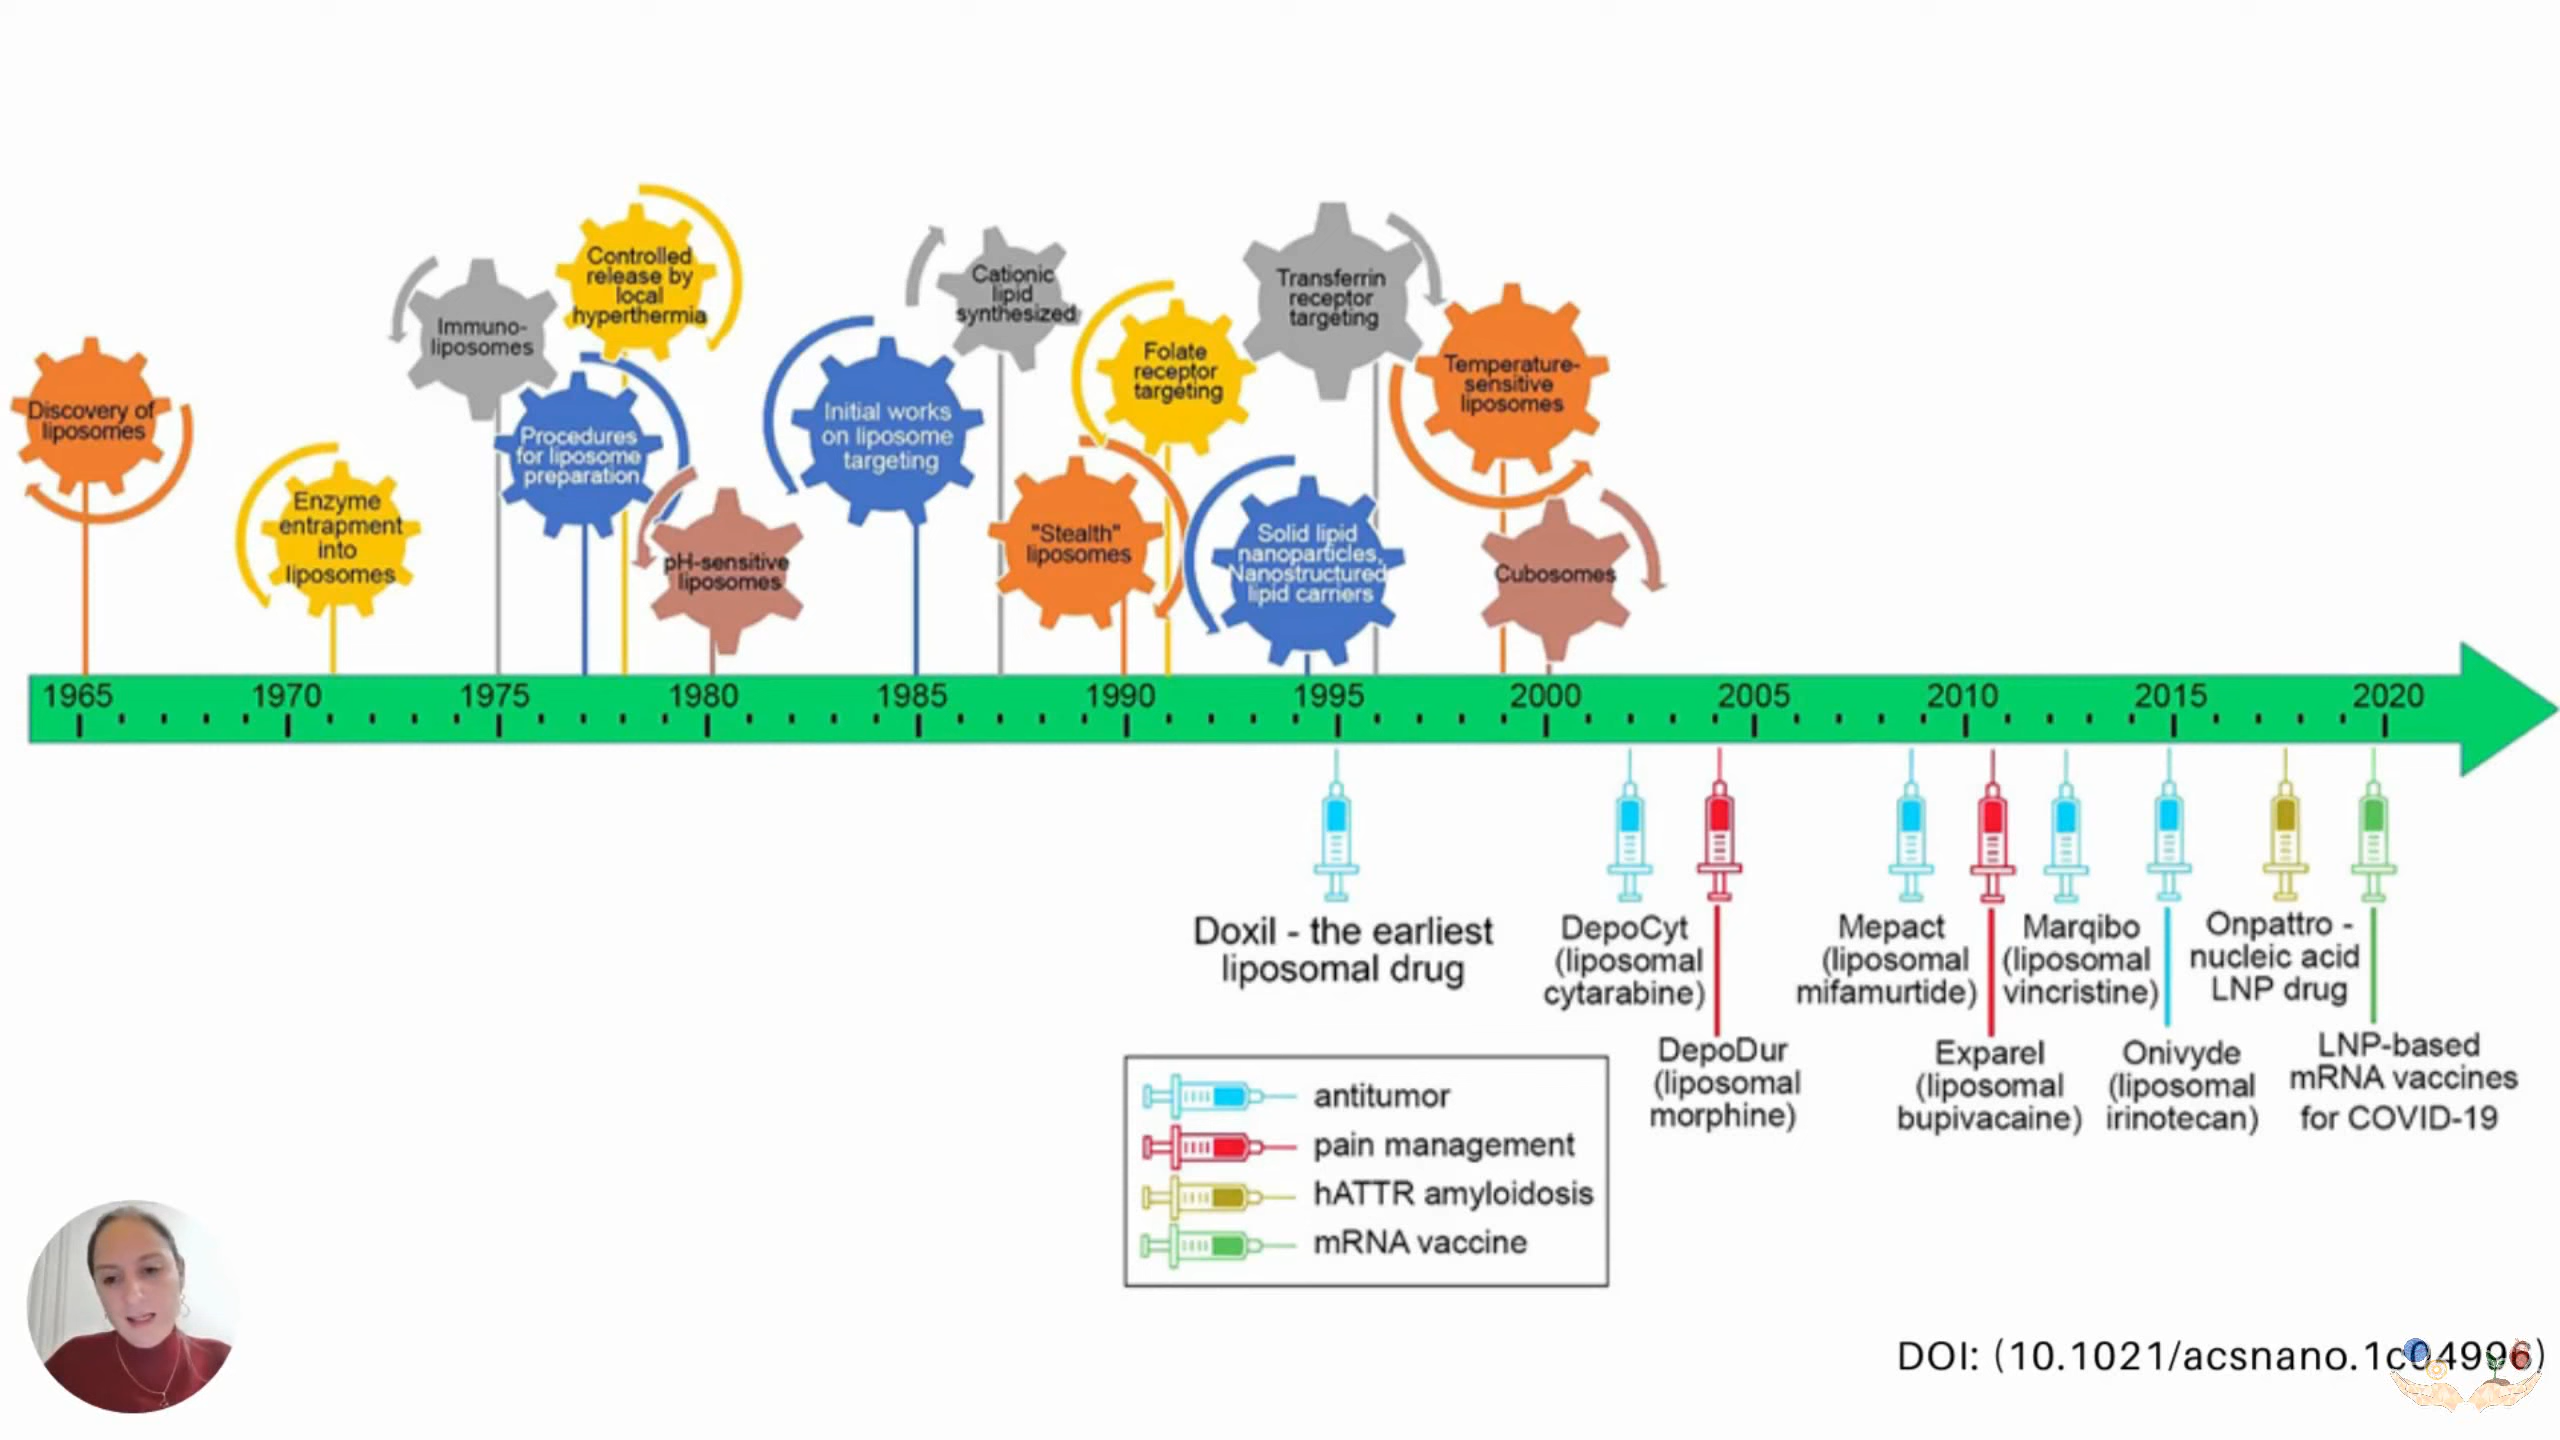 Discovery of
liposomes
Enzyme
entrapment
into
liposomes
Immuno-
liposomes
Procedures
for liposome
preparation
Controlled
release by
local
hyperthermia
pH-sensitive
liposomes
Initial works
on liposome
targeting
Cationic
lipid
synthesized
"Stealth"
liposomes
Folate
receptor
targeting
Solid lipid
nanoparticles,
Nanostructured
lipid carriers
Transferrin
receptor
targeting
Temperature-
sensitive
liposomes
Cubosomes
1965 1970 1975 1980 1985 1990 1995 2000 2005 2010 2015 2020
Doxil - the earliest
liposomal drug
DepoCyt
(liposomal
cytarabine)
DepoDur
(liposomal
morphine)
Mepact
(liposomal
mifamurtide)
Exparel
(liposomal
bupivacaine)
Marqibo
(liposomal
vincristine)
Onivyde
(liposomal
irinotecan)
Onpattro -
nucleic acid
LNP drug
LNP-based
mRNA vaccines
for COVID-19
antitumor
pain management
hATTR amyloidosis
mRNA vaccine
DOI: (10.1021/acsnano.1c04996)